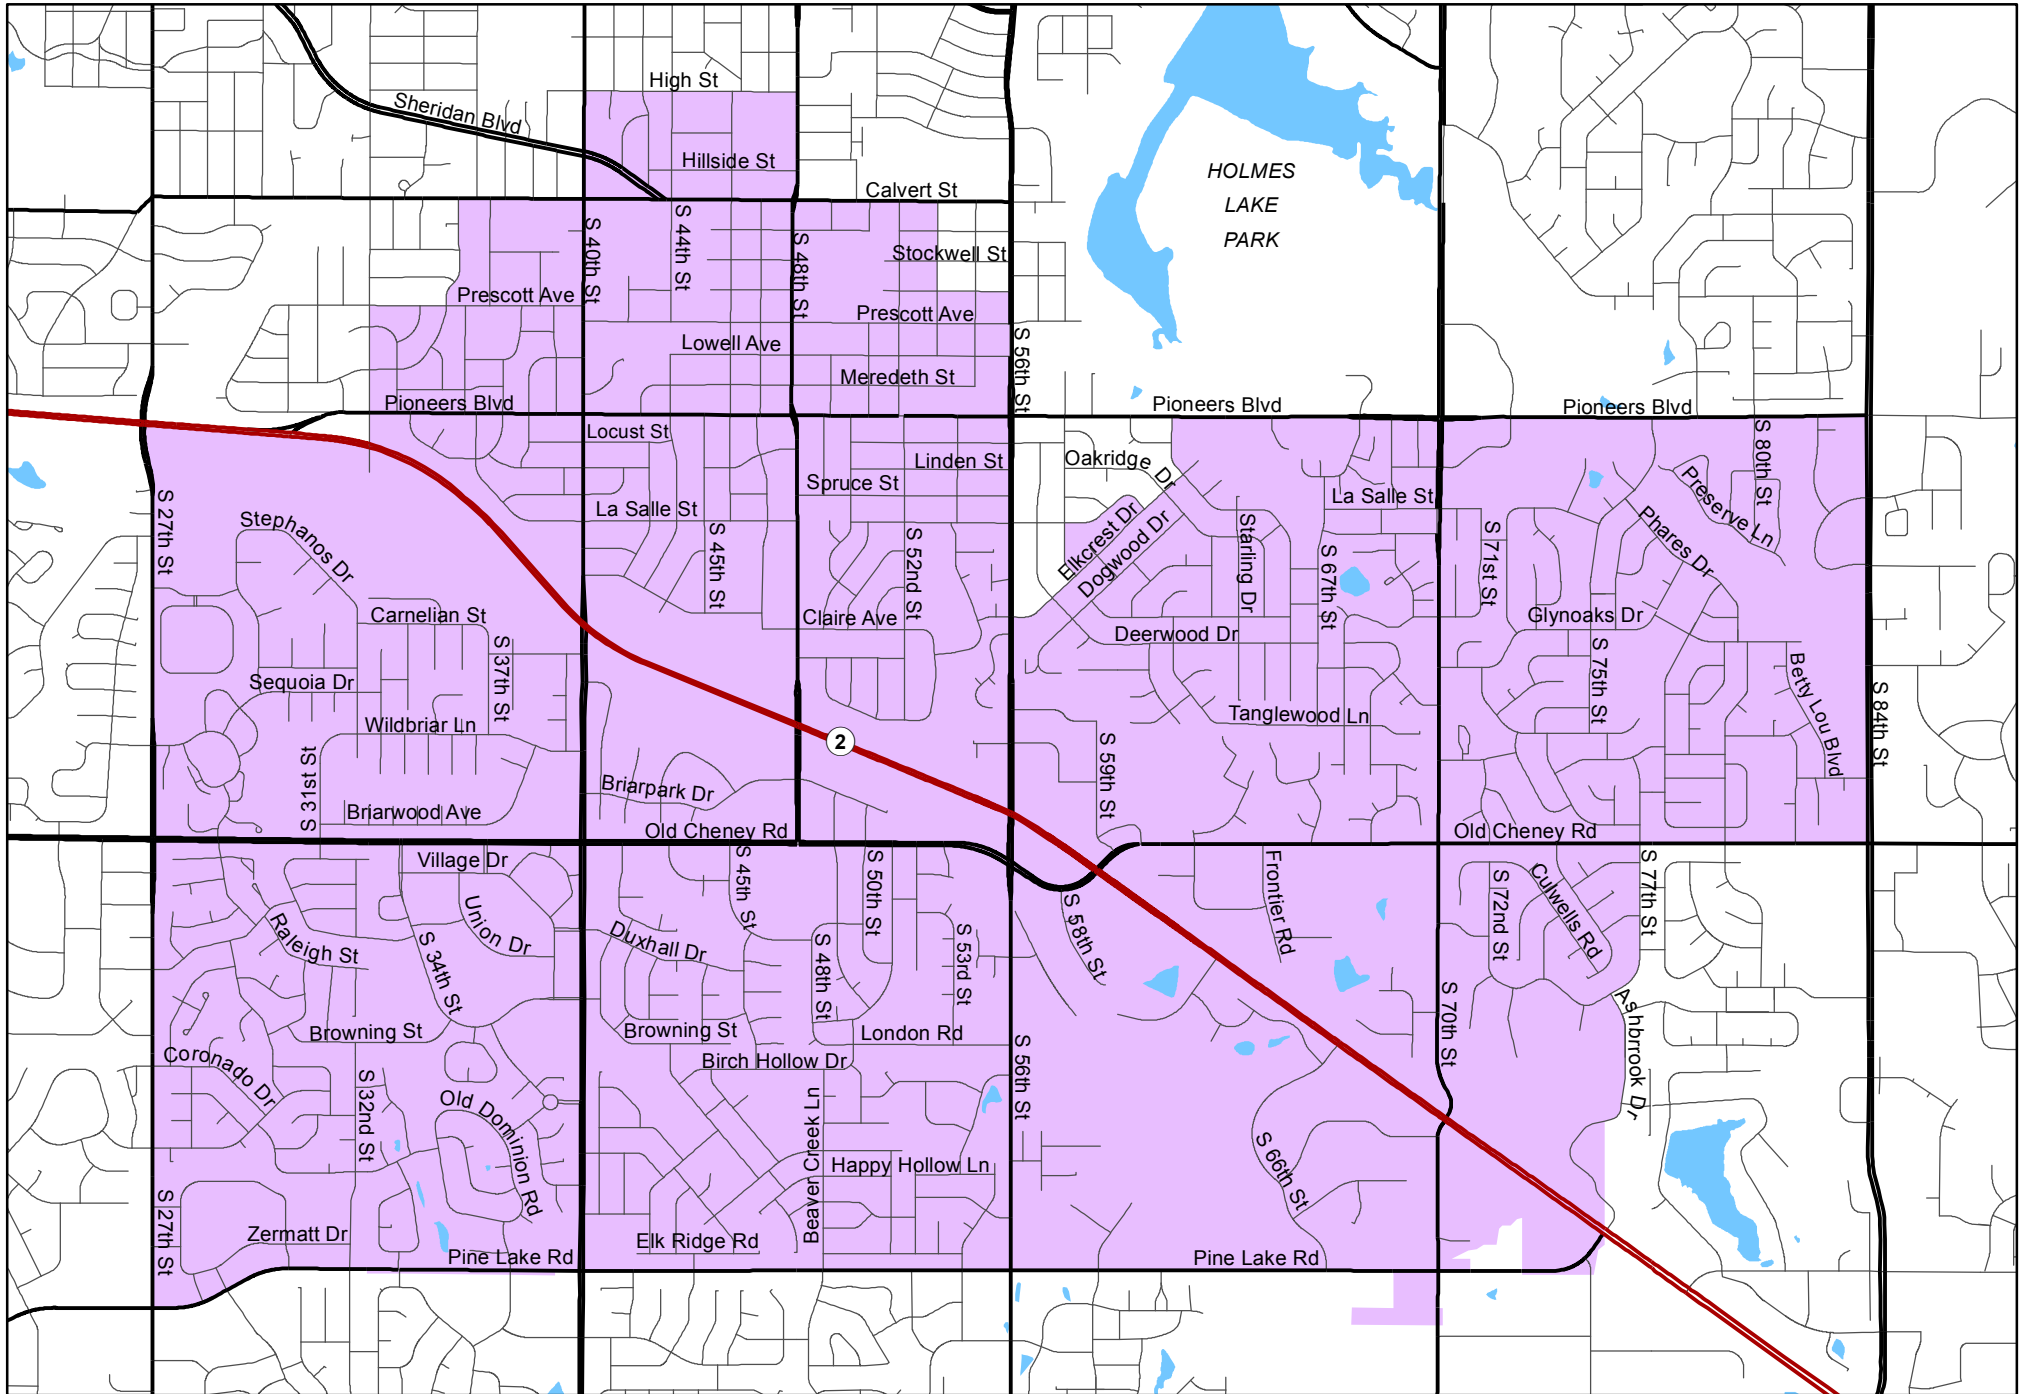 High St
Sheridan Blvd
Hillside St
HOLMES
LAKE
PARK
Calvert St
S 40th St
S 44th St
S 48th St
Stockwell St
Prescott Ave
Prescott Ave
Lowell Ave
S 56th St
Meredeth St
Pioneers Blvd
Pioneers Blvd
Pioneers Blvd
Locust St
S 80th St
Linden St
Oakridge Dr
Spruce St
La Salle St
Preserve Ln
S 27th St
La Salle St
Stephanos Dr
S 45th St
S 52nd St
Elkcrest Dr
Dogwood Dr
Starling Dr
S 67th St
S 71st St
Phares Dr
Carnelian St
Claire Ave
Glynoaks Dr
Deerwood Dr
S 37th St
S 75th St
Betty Lou Blvd
Sequoia Dr
S 84th St
Wildbriar Ln
Tanglewood Ln
2
S 31st St
S 59th St
Briarpark Dr
Briarwood Ave
Old Cheney Rd
Old Cheney Rd
Village Dr
S 45th St
S 50th St
Frontier Rd
S 72nd St
Culwells Rd
S 77th St
Union Dr
Raleigh St
S 34th St
Duxhall Dr
S 48th St
S 53rd St
S 58th St
S 70th St
Ashbrook Dr
Browning St
Browning St
London Rd
Coronado Dr
Birch Hollow Dr
S 56th St
S 32nd St
Old Dominion Rd
Beaver Creek Ln
Happy Hollow Ln
S 66th St
S 27th St
Zermatt Dr
Elk Ridge Rd
Pine Lake Rd
Pine Lake Rd